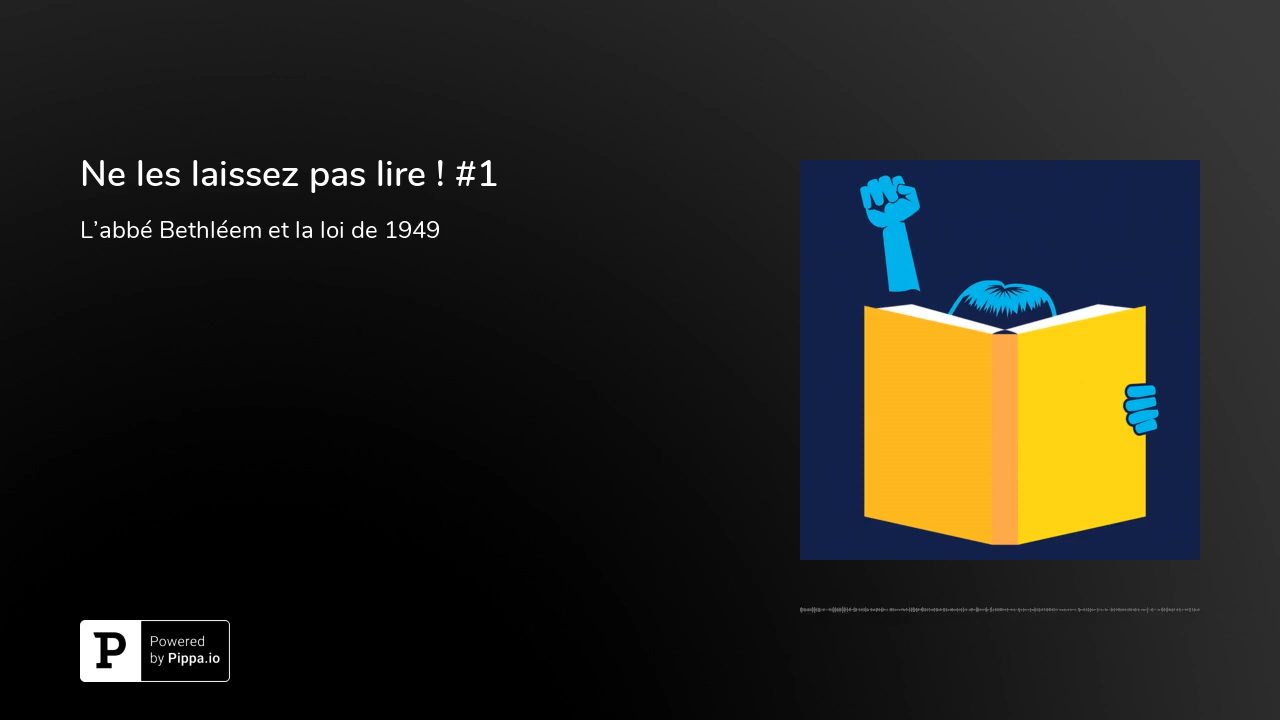 Ne les laissez pas lire ! #1
L’abbé Bethléem et la loi de 1949
P
Powered
by Pippa.io